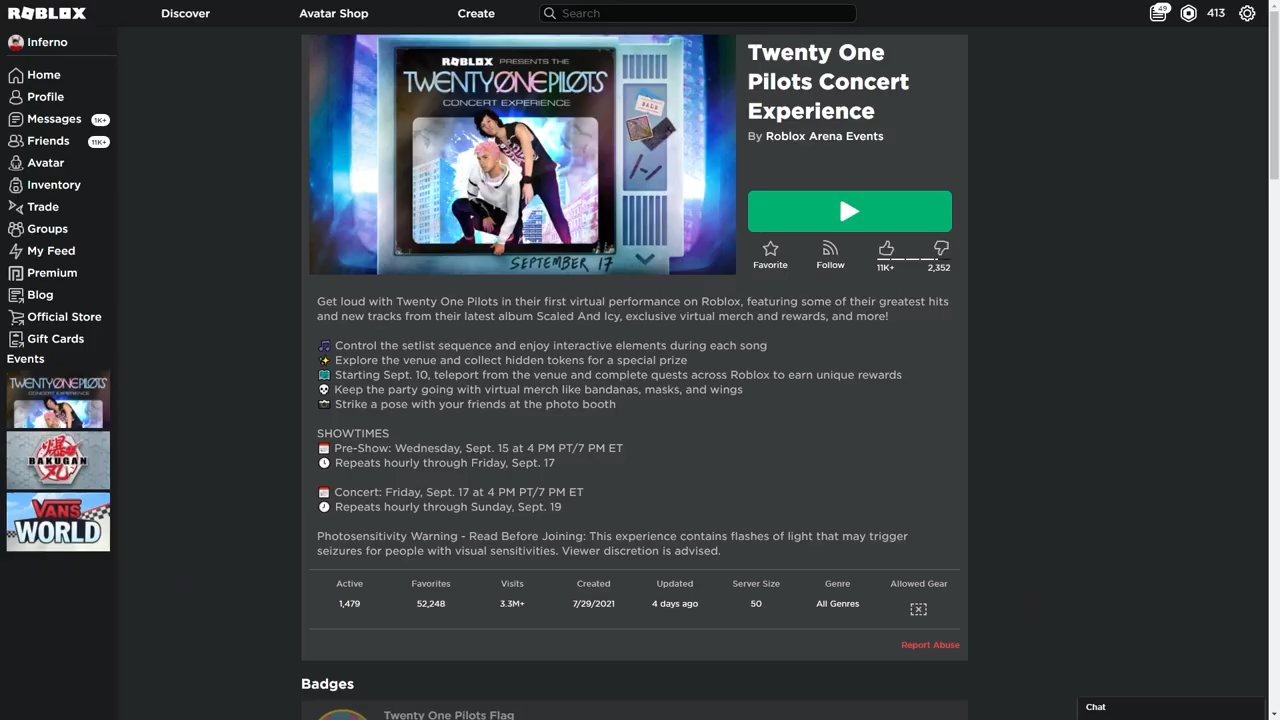 ROBLOX
Discover
Avatar Shop
Create
Search
49
413
Inferno
Home
Profile
Messages
1K+
Friends
11K+
Avatar
Inventory
Trade
Groups
My Feed
Premium
Blog
Official Store
Gift Cards
Events
TWENTY ONE PILOTS
CONCERT EXPERIENCE
BAKUGAN
VANS
WORLD
ROBLOX PRESENTS THE
TWENTY ONE PILOTS
CONCERT EXPERIENCE
SEPTEMBER 17
Twenty One
Pilots Concert
Experience
By Roblox Arena Events
Favorite
Follow
11K+
2,352
Get loud with Twenty One Pilots in their first virtual performance on Roblox, featuring some of their greatest hits
and new tracks from their latest album Scaled And Icy, exclusive virtual merch and rewards, and more!
🎵 Control the setlist sequence and enjoy interactive elements during each song
✨ Explore the venue and collect hidden tokens for a special prize
Starting Sept. 10, teleport from the venue and complete quests across Roblox to earn unique rewards
💀 Keep the party going with virtual merch like bandanas, masks, and wings
📸 Strike a pose with your friends at the photo booth
SHOWTIMES
Pre-Show: Wednesday, Sept. 15 at 4 PM PT/7 PM ET
Repeats hourly through Friday, Sept. 17
Concert: Friday, Sept. 17 at 4 PM PT/7 PM ET
Repeats hourly through Sunday, Sept. 19
Photosensitivity Warning - Read Before Joining: This experience contains flashes of light that may trigger
seizures for people with visual sensitivities. Viewer discretion is advised.
Active
Favorites
Visits
Created
Updated
Server Size
Genre
Allowed Gear
1,479
52,248
3.3M+
7/29/2021
4 days ago
50
All Genres
Report Abuse
Badges
Twenty One Pilots Flag
Chat